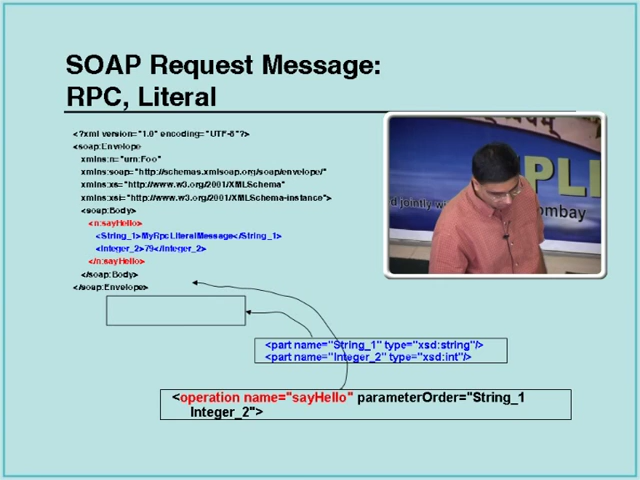 SOAP Request Message:
RPC, Literal
<?xml version="1.0" encoding="UTF-8"?>
<soap:Envelope
xmlns:n="urn:Foo"
xmlns:soap="http://schemas.xmlsoap.org/soap/envelope/"
xmlns:xs="http://www.w3.org/2001/XMLSchema"
xmlns:xsi="http://www.w3.org/2001/XMLSchema-instance">
<soap:Body>
<n:sayHello>
<String_1>MyRpcLiteralMessage</String_1>
<Integer_2>79</Integer_2>
</n:sayHello>
</soap:Body>
</soap:Envelope>
PLI
d jointly w
ombay
<part name="String_1" type="xsd:string"/>
<part name="Integer_2" type="xsd:int"/>
<operation name="sayHello" parameterOrder="String_1
Integer_2">